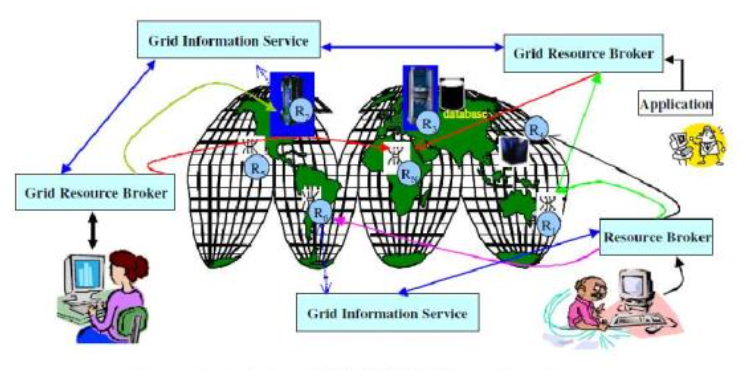 Grid Information Service
Grid Resource Broker
database
Application
Grid Resource Broker
R
R
R
R
R
R
R
Resource Broker
Grid Information Service